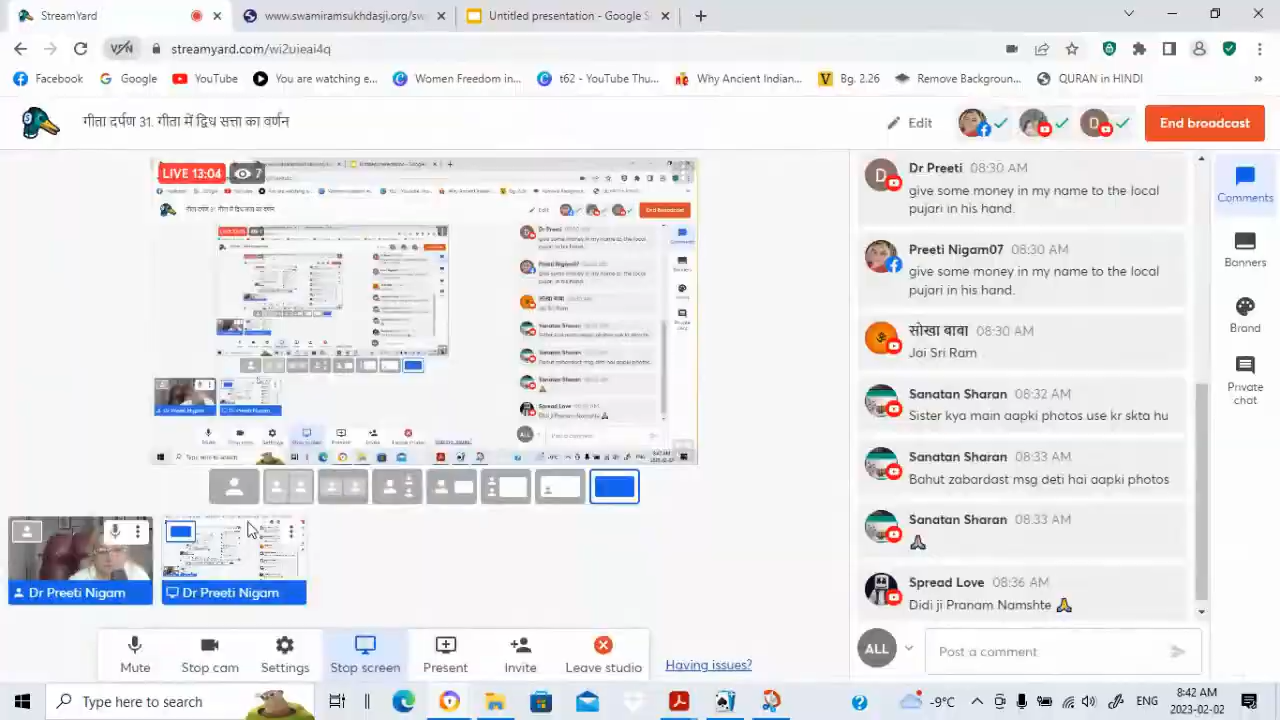 StreamYard
www.swamiramsukhdasji.org/sw
Untitled presentation - Google S
VPN
streamyard.com/wi2uieai4q
Facebook
Google
YouTube
You are watching e...
Women Freedom in...
t62 - YouTube Thu...
Why Ancient Indian...
Bg. 2.26
Remove Backgroun...
QURAN in HINDI
गीता दर्पण 31. गीता में द्विध सत्ता का वर्णन
Edit
End broadcast
LIVE 13:04
7
Dr Preeti 08:30 AM
give some money in my name to the local
pujari in his hand.
Preeti Nigam07 08:30 AM
give some money in my name to the local
pujari in his hand.
सोखा बाबा 08:30 AM
Jai Sri Ram
Sanatan Sharan
aapki photos use kr skta hu
Sanatan Sharan 08:33 AM
Bahut zabardast msg deti hai aapki photos
Sanatan Sharan 08:33 AM
🙏
Spread Love 08:36 AM
Didi ji Pranam Namshte 🙏
ALL
Post a comment
Comments
Banners
Brand
Private
chat
Dr Preeti Nigam
Dr Preeti Nigam
Mute
Stop cam
Settings
Stop screen
Present
Invite
Leave studio
Having issues?
Type here to search
-9°C
ENG
8:42 AM
2023-02-02